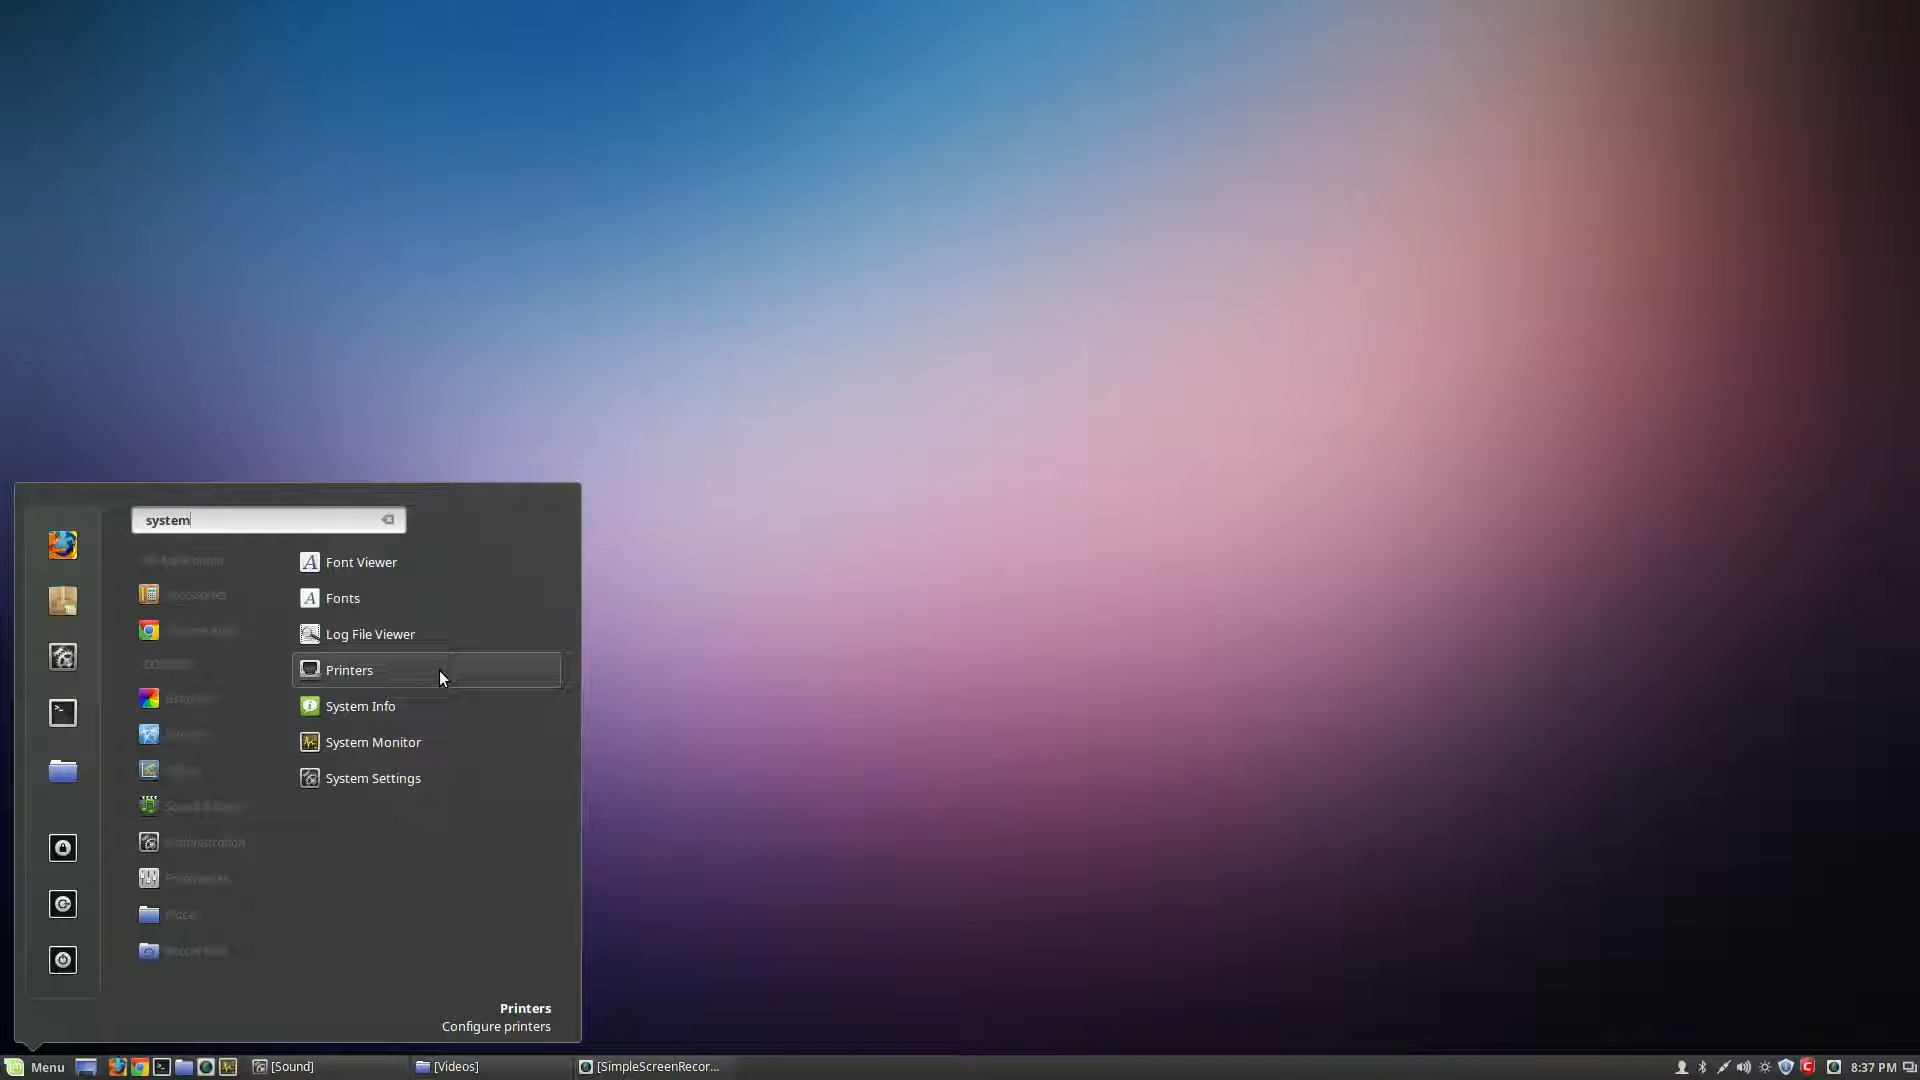 system
Font Viewer
Fonts
Log File Viewer
Printers
System Info
System Monitor
System Settings
Administration
Printers
Configure printers
Menu
[Sound]
[Videos]
[SimpleScreenRecor...
8:37 PM